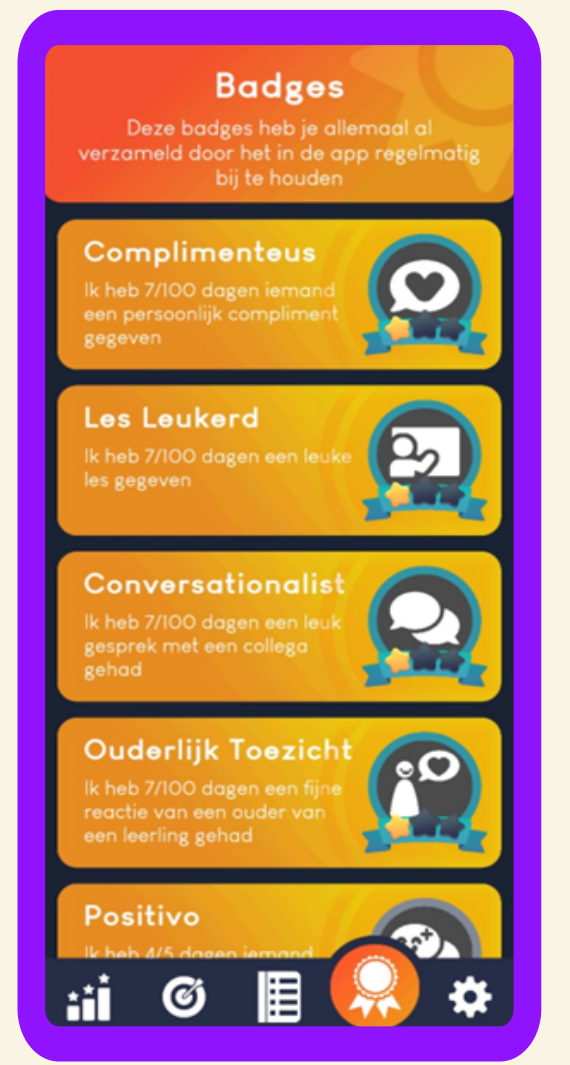 Badges
Deze badges heb je allemaal al
verzameld door het in de app regelmatig
bij te houden
Complimenteus
Ik heb 7/100 dagen iemand
een persoonlijk compliment
gegeven
Les Leukerd
Ik heb 7/100 dagen een leuke
les gegeven
Conversationalist
Ik heb 7/100 dagen een leuk
gesprek met een collega
gehad
Ouderlijk Toezicht
Ik heb 7/100 dagen een fijne
reactie van een ouder van
een leerling gehad
Positivo
Ik heb 4/5 dagen iemand